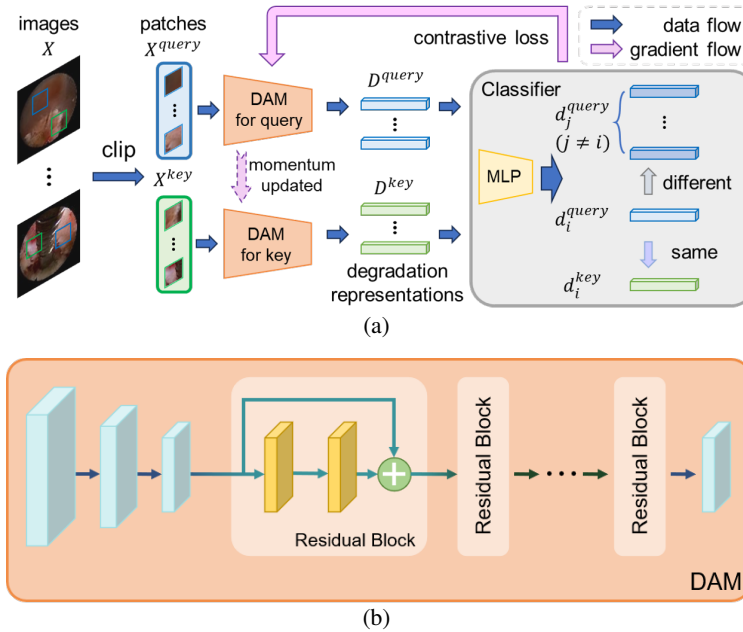 images
X
patches
X^query
contrastive loss
data flow
gradient flow
clip
DAM
for query
D^query
Classifier
d_j^query
(j ≠ i)
momentum
updated
MLP
different
X^key
D^key
d_i^query
DAM
for key
same
degradation
representations
d_i^key
(a)
Residual Block
Residual Block
Residual Block
DAM
(b)